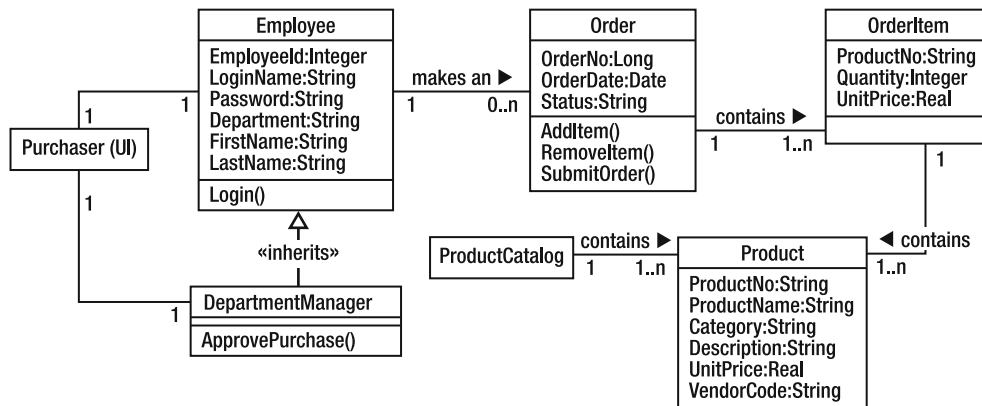 Employee
EmployeeId:Integer
LoginName:String
Password:String
Department:String
FirstName:String
LastName:String
Login()
makes an ▶
1
0..n
Order
OrderNo:Long
OrderDate:Date
Status:String
AddItem()
RemoveItem()
SubmitOrder()
contains ▶
1
1..n
OrderItem
ProductNo:String
Quantity:Integer
UnitPrice:Real
1
1
1
Purchaser (UI)
1
1
«inherits»
DepartmentManager
ApprovePurchase()
ProductCatalog
contains ▶
1
1..n
◀ contains
1..n
Product
ProductNo:String
ProductName:String
Category:String
Description:String
UnitPrice:Real
VendorCode:String